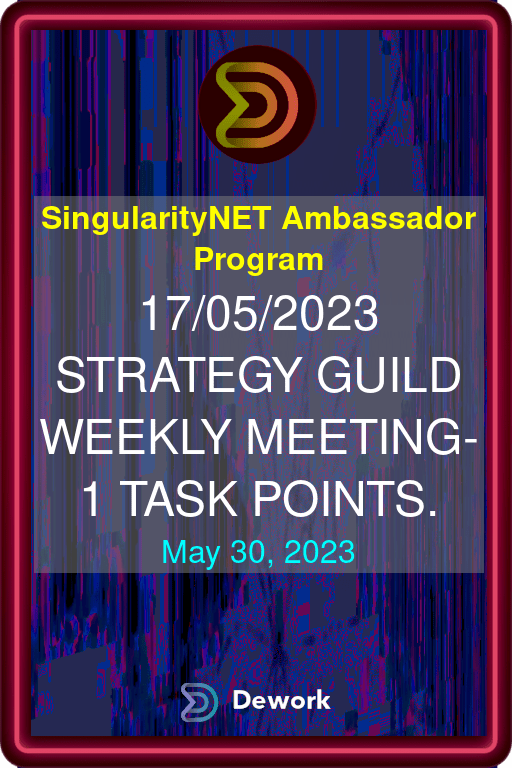 SingularityNET Ambassador
Program
17/05/2023
STRATEGY GUILD
WEEKLY MEETING-
1 TASK POINTS.
May 30, 2023
Dework